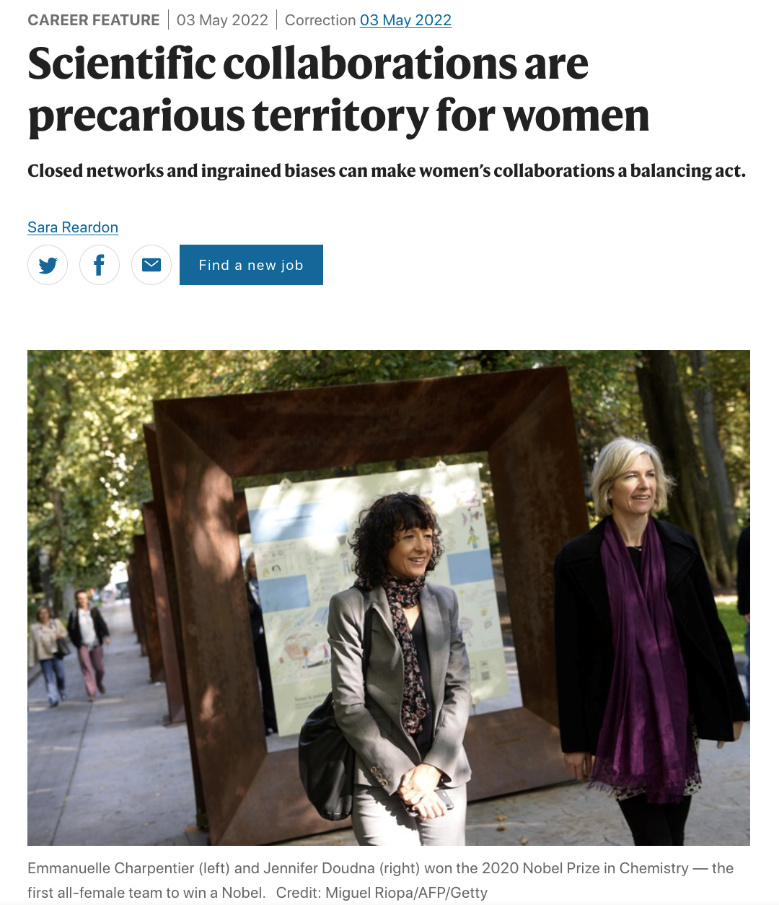 CAREER FEATURE | 03 May 2022 | Correction 03 May 2022
Scientific collaborations are
precarious territory for women
Closed networks and ingrained biases can make women's collaborations a balancing act.
Sara Reardon
Find a new job
Emmanuelle Charpentier (left) and Jennifer Doudna (right) won the 2020 Nobel Prize in Chemistry — the
first all-female team to win a Nobel. Credit: Miguel Riopa/AFP/Getty